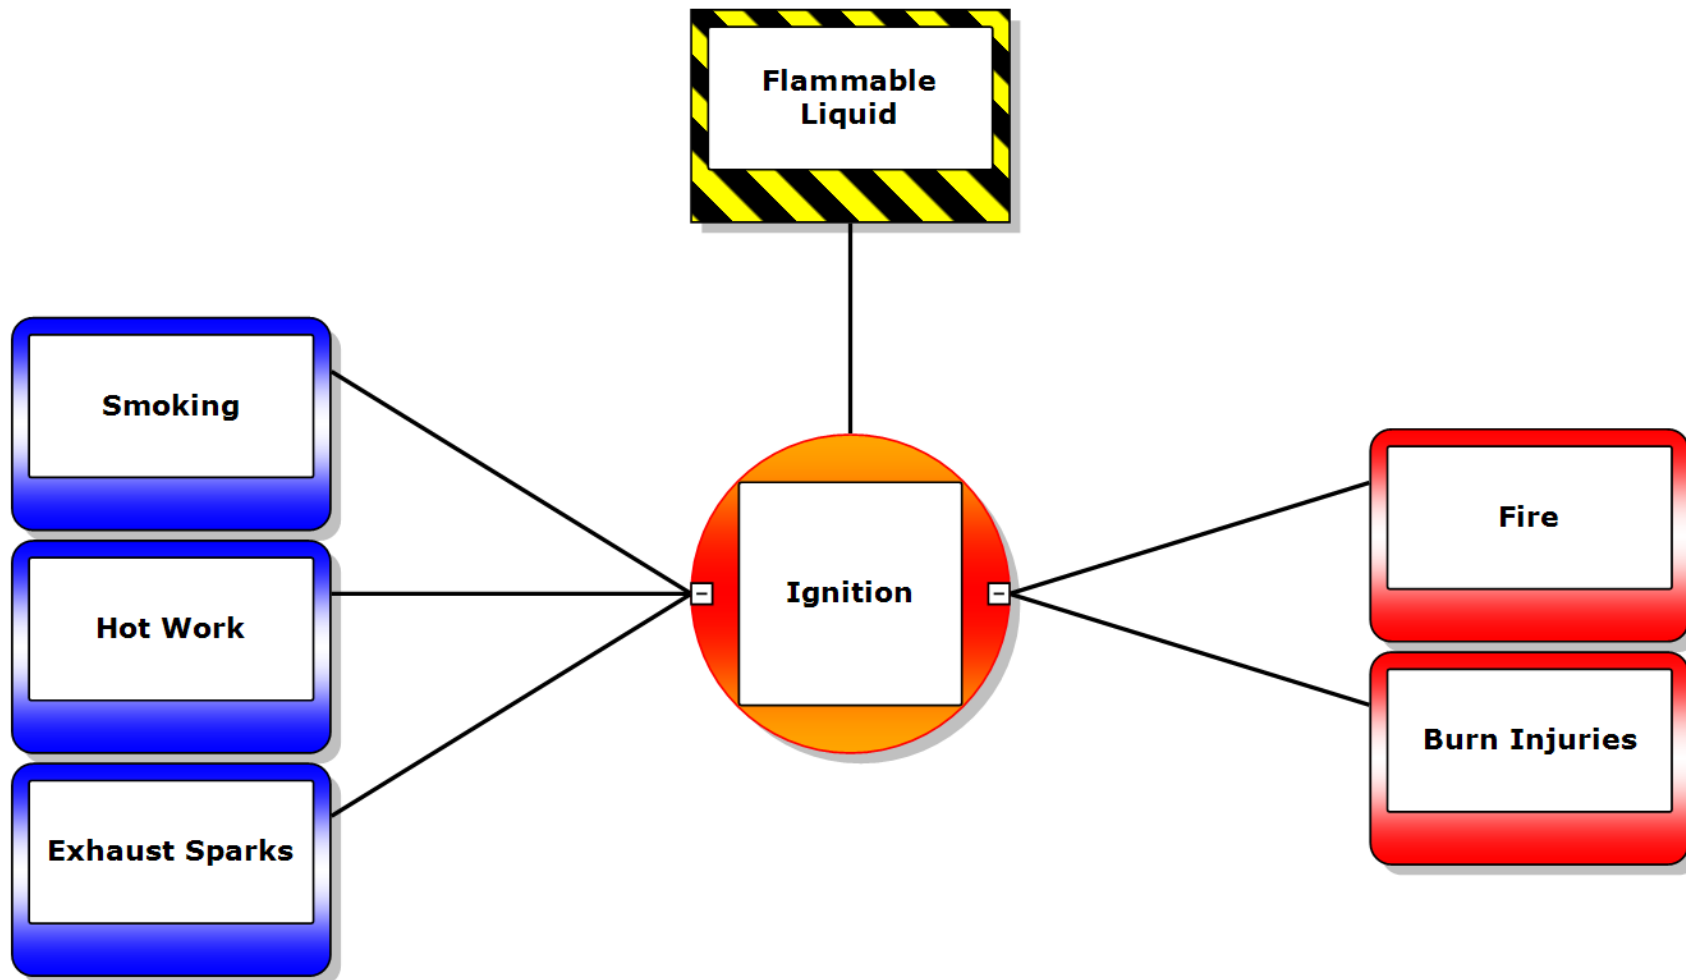 Flammable
Liquid
Smoking
Hot Work
Exhaust Sparks
Ignition
Fire
Burn Injuries